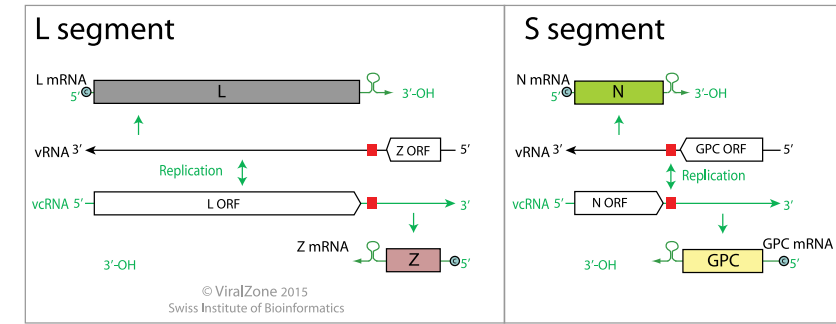 L segment
L mRNA
5' C L 3'-OH
vRNA 3' Z ORF 5'
Replication
vcRNA 5' L ORF 3'
Z mRNA
3'-OH Z C 5'
© ViralZone 2015
Swiss Institute of Bioinformatics
S segment
N mRNA
5' C N 3'-OH
vRNA 3' GPC ORF 5'
Replication
vcRNA 5' N ORF 3'
GPC mRNA
3'-OH GPC C 5'